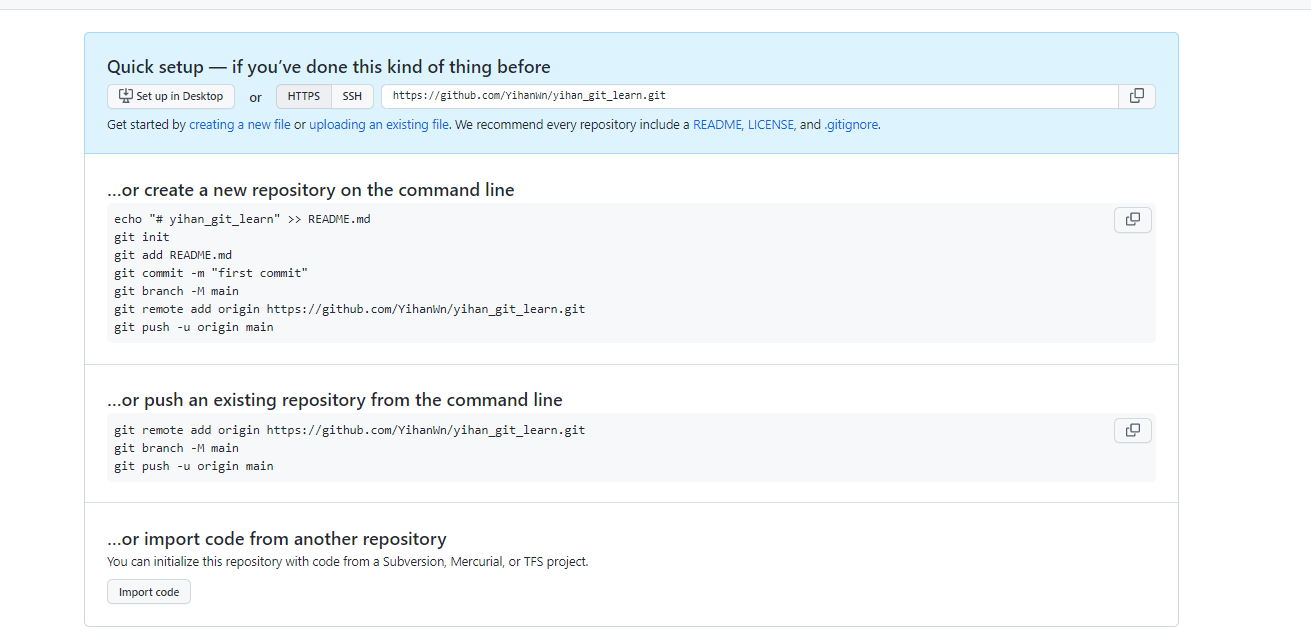 Quick setup — if you’ve done this kind of thing before
Set up in Desktop or HTTPS SSH https://github.com/YihanWn/yihan_git_learn.git
Get started by creating a new file or uploading an existing file. We recommend every repository include a README, LICENSE, and .gitignore.
…or create a new repository on the command line
echo "# yihan_git_learn" >> README.md
git init
git add README.md
git commit -m "first commit"
git branch -M main
git remote add origin https://github.com/YihanWn/yihan_git_learn.git
git push -u origin main
…or push an existing repository from the command line
git remote add origin https://github.com/YihanWn/yihan_git_learn.git
git branch -M main
git push -u origin main
…or import code from another repository
You can initialize this repository with code from a Subversion, Mercurial, or TFS project.
Import code